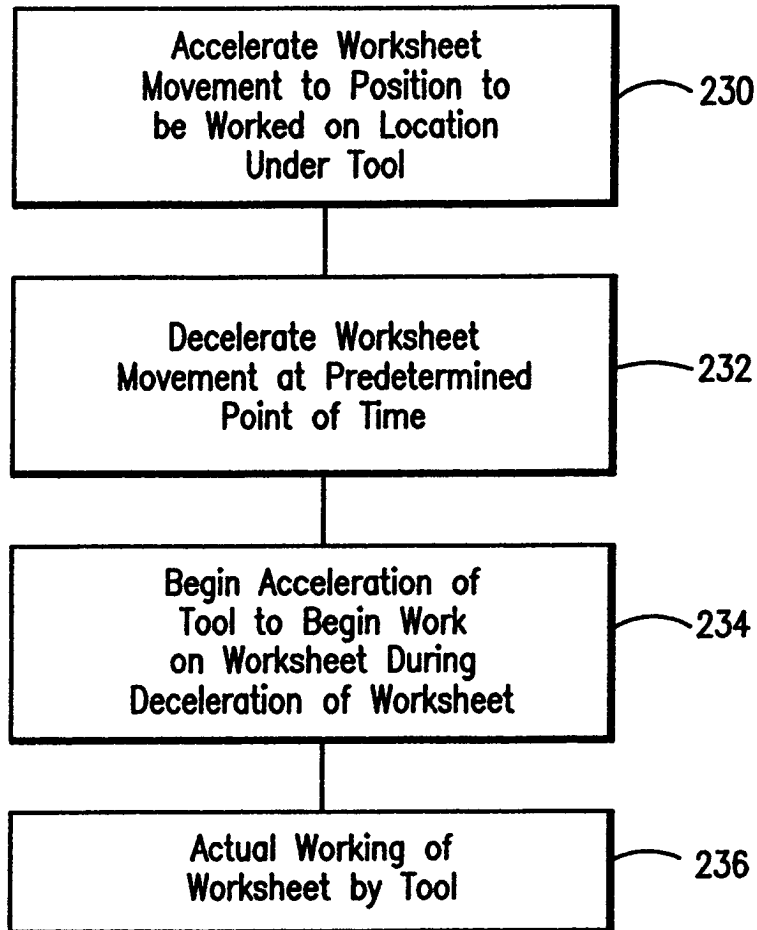 Accelerate Worksheet
Movement to Position to
be Worked on Location
Under Tool
230
Decelerate Worksheet
Movement at Predetermined
Point of Time
232
Begin Acceleration of
Tool to Begin Work
on Worksheet During
Deceleration of Worksheet
234
Actual Working of
Worksheet by Tool
236